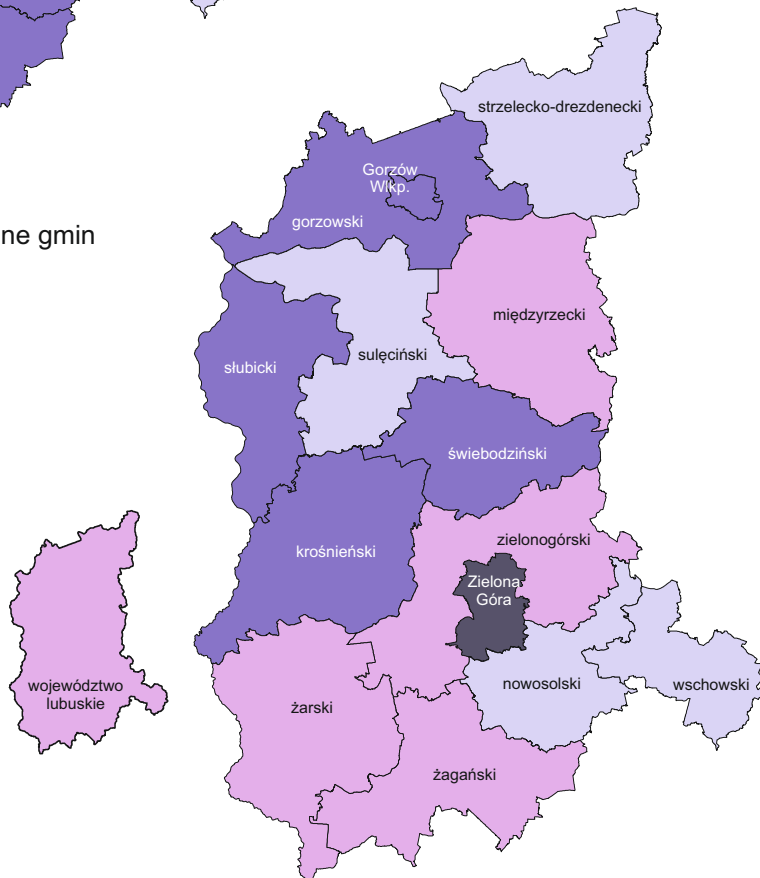 strzelecko-drezdenecki
Gorzów
Wlkp.
gorzowski
ne gmin
międzyrzecki
sulęciński
słubicki
świebodziński
zielonogórski
krośnieński
Zielona
Góra
województwo
lubuskie
nowosolski
wschowski
żarski
żagański